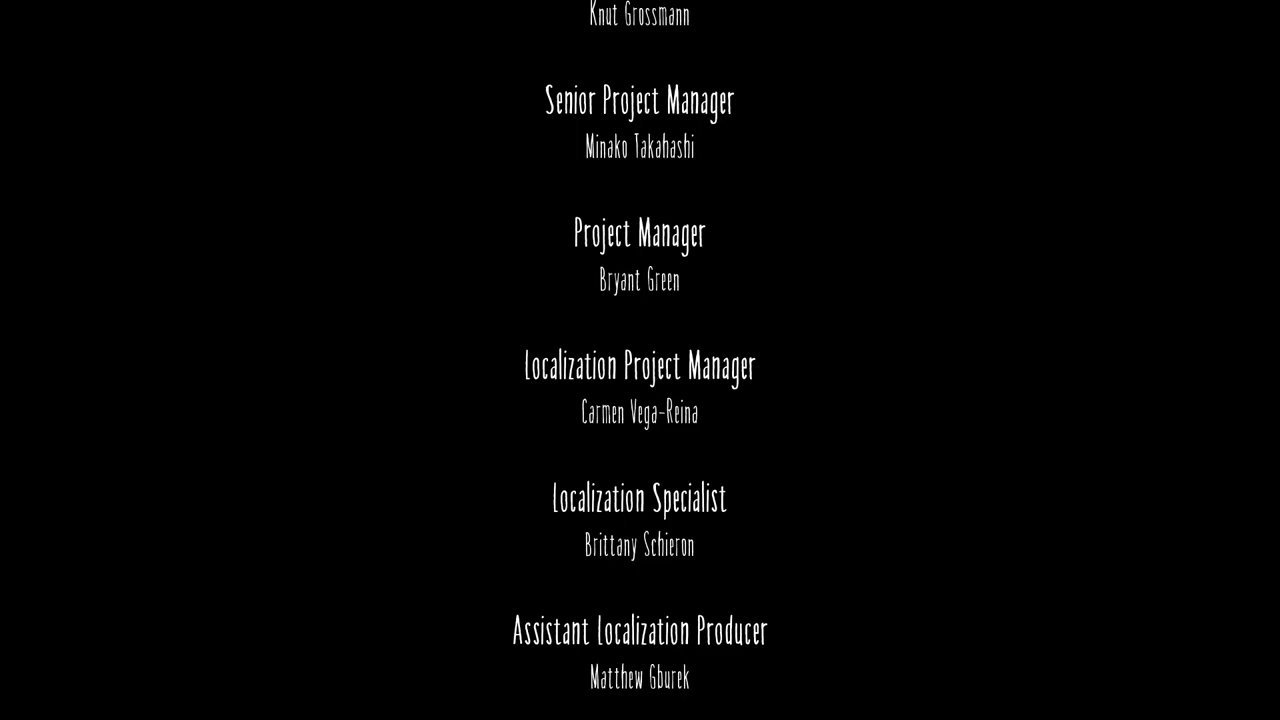 Knut Grossmann
Senior Project Manager
Minako Takahashi
Project Manager
Bryant Green
Localization Project Manager
Carmen Vega-Reina
Localization Specialist
Brittany Schieron
Assistant Localization Producer
Matthew Gburek